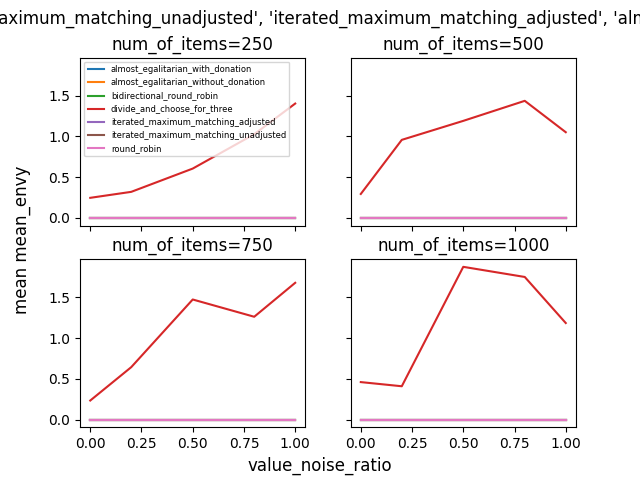 aximum_matching_unadjusted', 'iterated_maximum_matching_adjusted', 'alm
num_of_items=250
num_of_items=500
almost_egalitarian_with_donation
almost_egalitarian_without_donation
bidirectional_round_robin
divide_and_choose_for_three
iterated_maximum_matching_adjusted
iterated_maximum_matching_unadjusted
round_robin
1.5
1.0
0.5
0.0
mean mean_envy
num_of_items=750
num_of_items=1000
1.5
1.0
0.5
0.0
0.00 0.25 0.50 0.75 1.00
0.00 0.25 0.50 0.75 1.00
value_noise_ratio